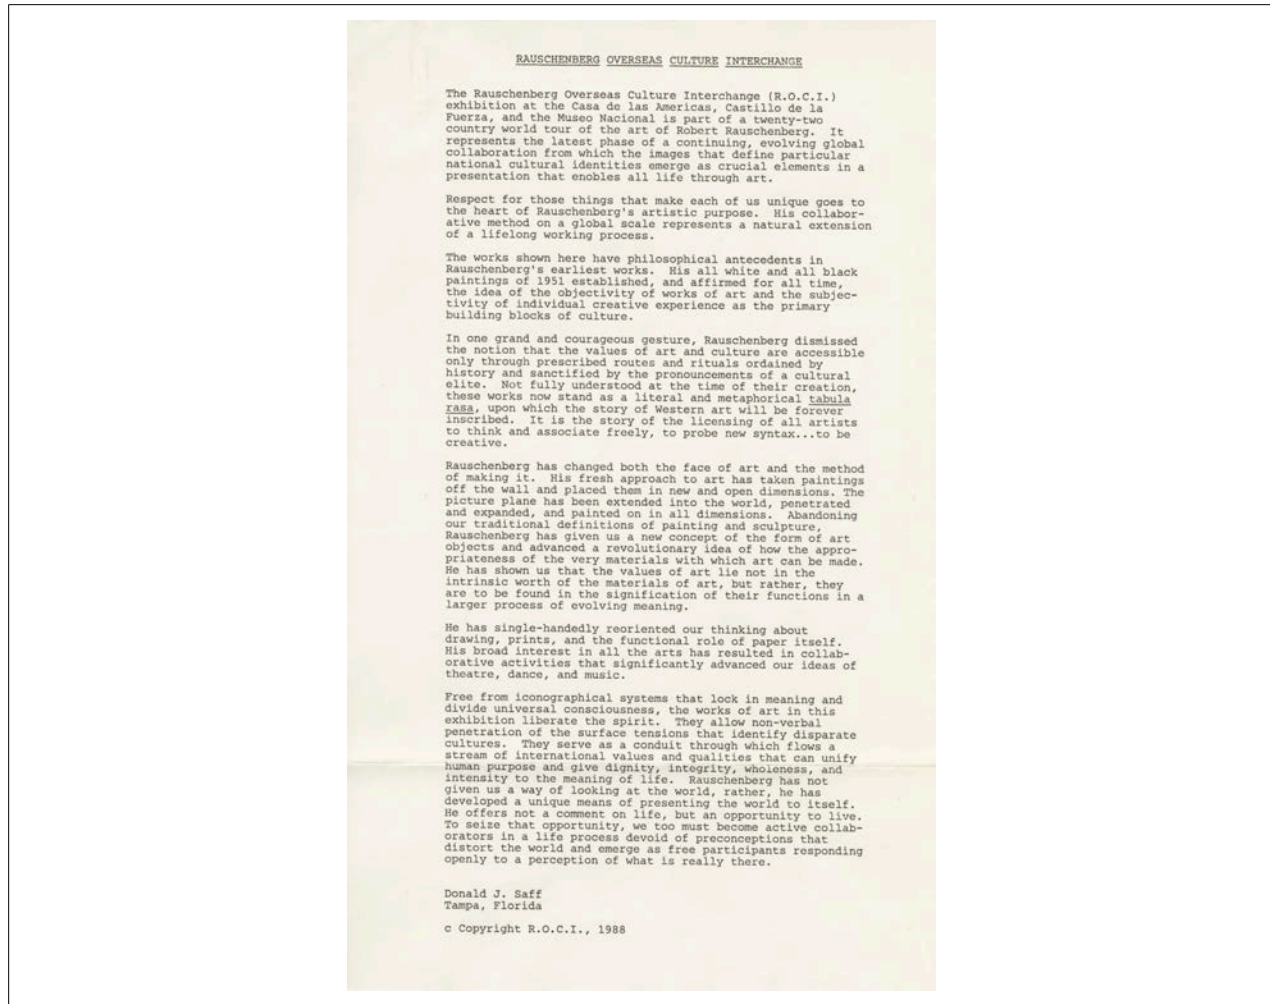 RAUSCHENBERG OVERSEAS CULTURE INTERCHANGE
The Rauschenberg Overseas Culture Interchange (R.O.C.I.)
exhibition at the Casa de las Americas, Castillo de la
Fuerza, and the Museo Nacional is part of a twenty-two
country world tour of the art of Robert Rauschenberg.  It
represents the latest phase of a continuing, evolving global
collaboration from which the images that define particular
national cultural identities emerge as crucial elements in a
presentation that enobles all life through art.
Respect for those things that make each of us unique goes to
the heart of Rauschenberg's artistic purpose.  His collabor-
ative method on a global scale represents a natural extension
of a lifelong working process.
The works shown here have philosophical antecedents in
Rauschenberg's earliest works.  His all white and all black
paintings of 1951 established, and affirmed for all time,
the idea of the objectivity of works of art and the subjec-
tivity of individual creative experience as the primary
building blocks of culture.
In one grand and courageous gesture, Rauschenberg dismissed
the notion that the values of art and culture are accessible
only through prescribed routes and rituals ordained by
history and sanctified by the pronouncements of a cultural
elite.  Not fully understood at the time of their creation,
these works now stand as a literal and metaphorical tabula
rasa, upon which the story of Western art will be forever
inscribed.  It is the story of the licensing of all artists
to think and associate freely, to probe new syntax...to be
creative.
Rauschenberg has changed both the face of art and the method
of making it.  His fresh approach to art has taken paintings
off the wall and placed them in new and open dimensions. The
picture plane has been extended into the world, penetrated
and expanded, and painted on in all dimensions.  Abandoning
our traditional definitions of painting and sculpture,
Rauschenberg has given us a new concept of the form of art
objects and advanced a revolutionary idea of how the appro-
priateness of the very materials with which art can be made.
He has shown us that the values of art lie not in the
intrinsic worth of the materials of art, but rather, they
are to be found in the signification of their functions in a
larger process of evolving meaning.
He has single-handedly reoriented our thinking about
drawing, prints, and the functional role of paper itself.
His broad interest in all the arts has resulted in collab-
orative activities that significantly advanced our ideas of
theatre, dance, and music.
Free from iconographical systems that lock in meaning and
divide universal consciousness, the works of art in this
exhibition liberate the spirit.  They allow non-verbal
penetration of the surface tensions that identify disparate
cultures.  They serve as a conduit through which flows a
stream of international values and qualities that can unify
human purpose and give dignity, integrity, wholeness, and
intensity to the meaning of life.  Rauschenberg has not
given us a way of looking at the world, rather, he has
developed a unique means of presenting the world to itself.
He offers not a comment on life, but an opportunity to live.
To seize that opportunity, we too must become active collab-
orators in a life process devoid of preconceptions that
distort the world and emerge as free participants responding
openly to a perception of what is really there.
Donald J. Saff
Tampa, Florida
c Copyright R.O.C.I., 1988